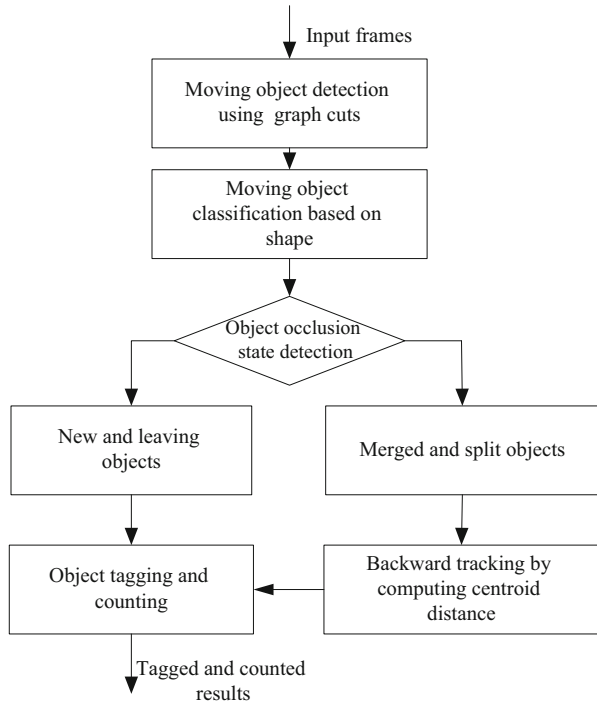 Input frames
Moving object detection
using graph cuts
Moving object
classification based on
shape
Object occlusion
state detection
New and leaving
objects
Merged and split objects
Object tagging and
counting
Backward tracking by
computing centroid
distance
Tagged and counted
results